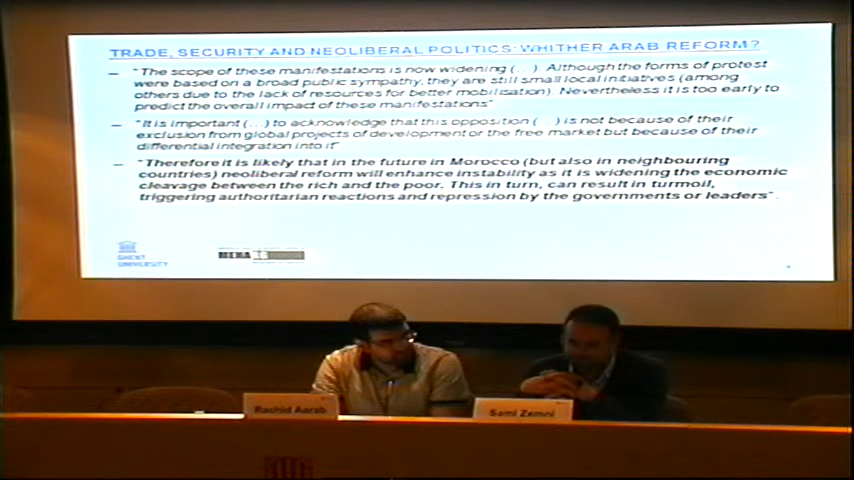 TRADE, SECURITY AND NEOLIBERAL POLITICS: WHITHER ARAB REFORM?
– "The scope of these manifestations is now widening (…). Although the forms of protest
were based on a broad public sympathy, they are still small local initiatives (among
others due to the lack of resources for better mobilisation). Nevertheless it is too early to
predict the overall impact of these manifestations"
– "It is important (…) to acknowledge that this opposition (…) is not because of their
exclusion from global projects of development or the free market but because of their
differential integration into it"
– "Therefore it is likely that in the future in Morocco (but also in neighbouring
countries) neoliberal reform will enhance instability as it is widening the economic
cleavage between the rich and the poor. This in turn, can result in turmoil,
triggering authoritarian reactions and repression by the governments or leaders".
GHENT
UNIVERSITY
MENA
Rachid Aarab
Sami Zemni